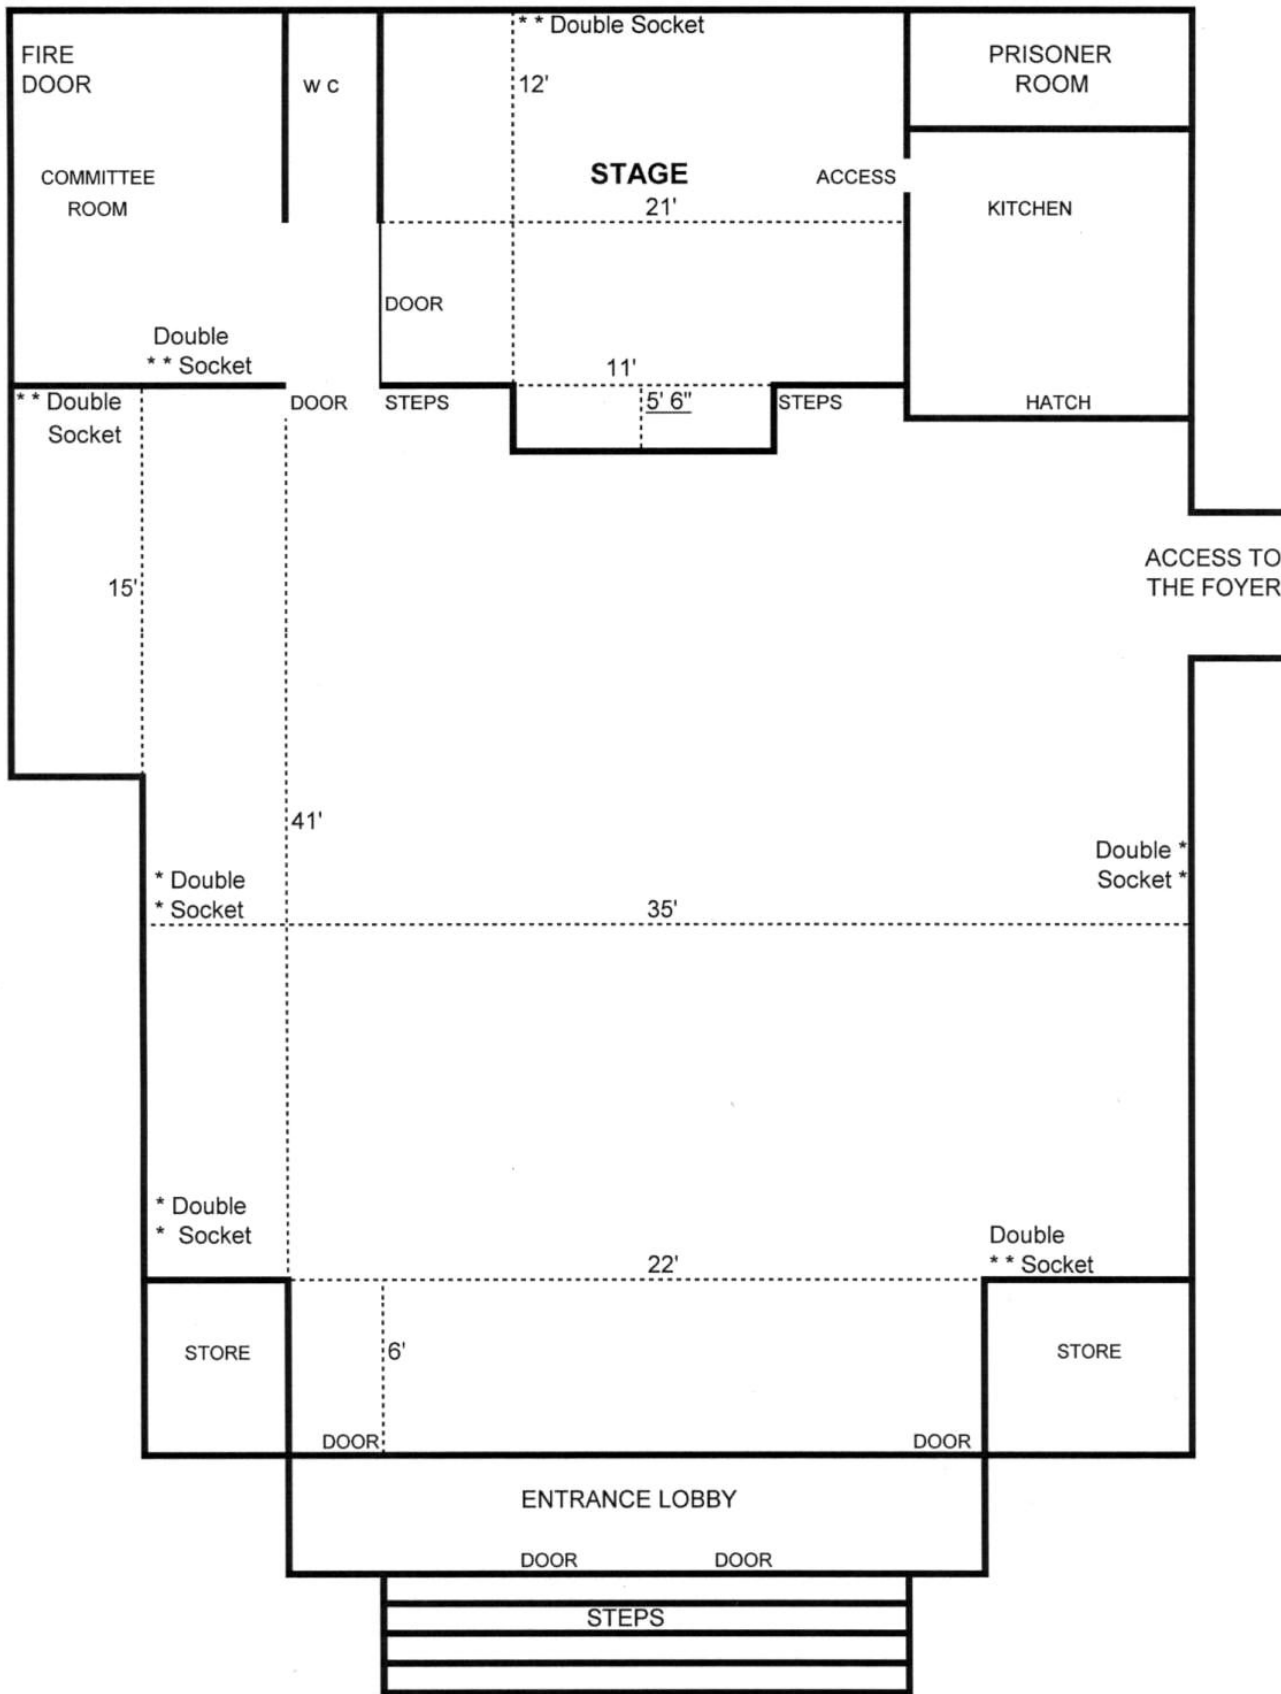 * * Double Socket
FIRE
DOOR
w c
12'
PRISONER
ROOM
COMMITTEE
ROOM
STAGE
ACCESS
21'
KITCHEN
DOOR
Double
* * Socket
11'
* * Double
Socket
DOOR
STEPS
5' 6"
STEPS
HATCH
ACCESS TO
THE FOYER
15'
41'
Double *
Socket *
* Double
* Socket
35'
* Double
* Socket
Double
* * Socket
22'
STORE
6'
STORE
DOOR
DOOR
ENTRANCE LOBBY
DOOR
DOOR
STEPS